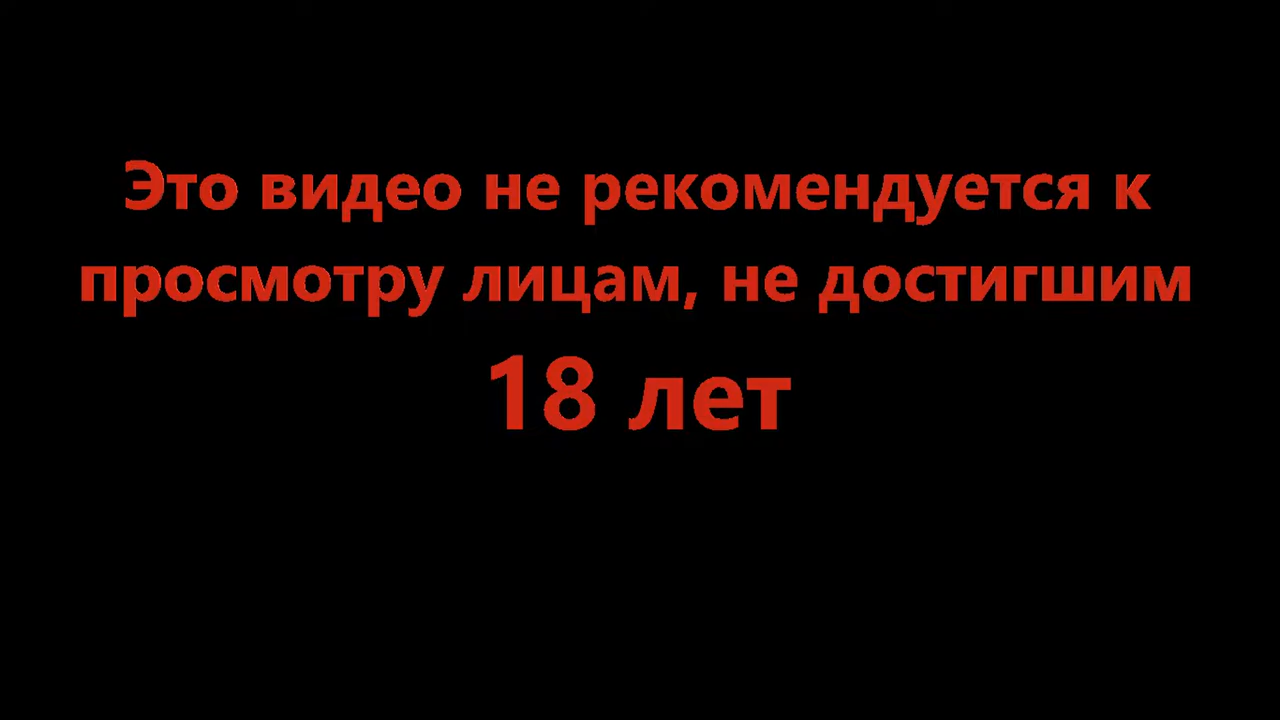 Это видео не рекомендуется к
просмотру лицам, не достигшим
18 лет